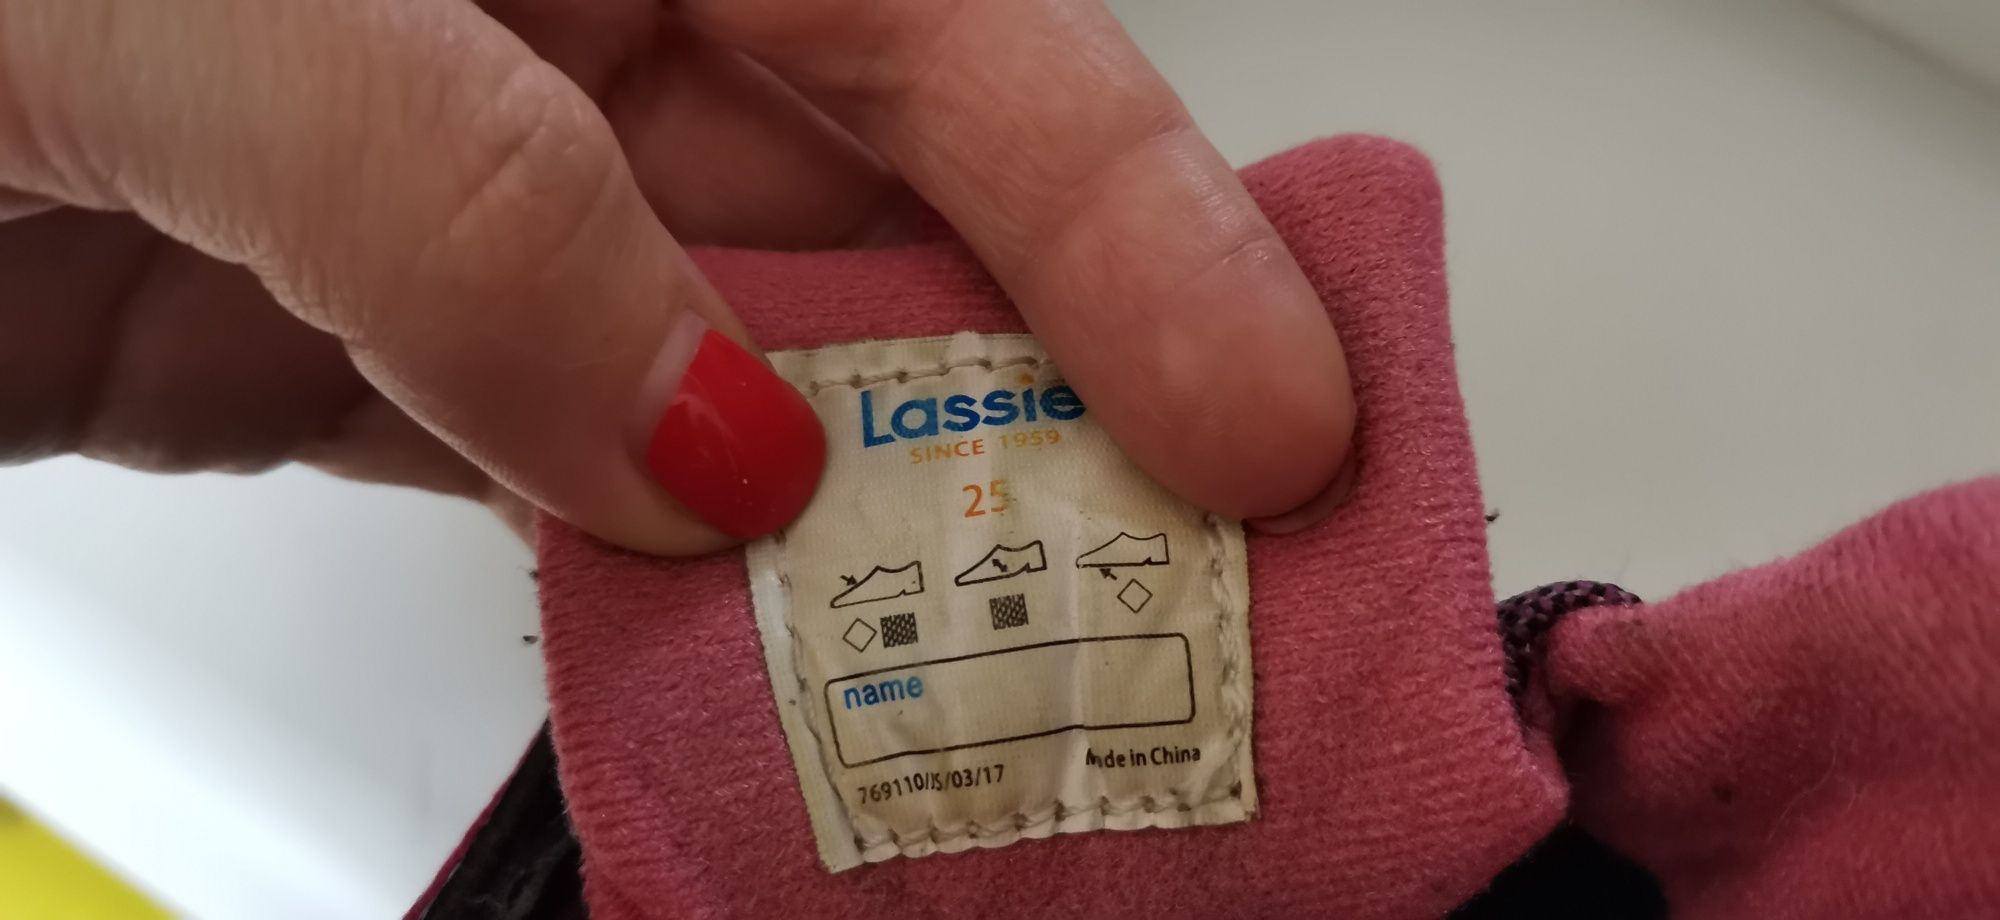 Lassie
SINCE 1959
25
name
769110/JS/03/17
Made in China